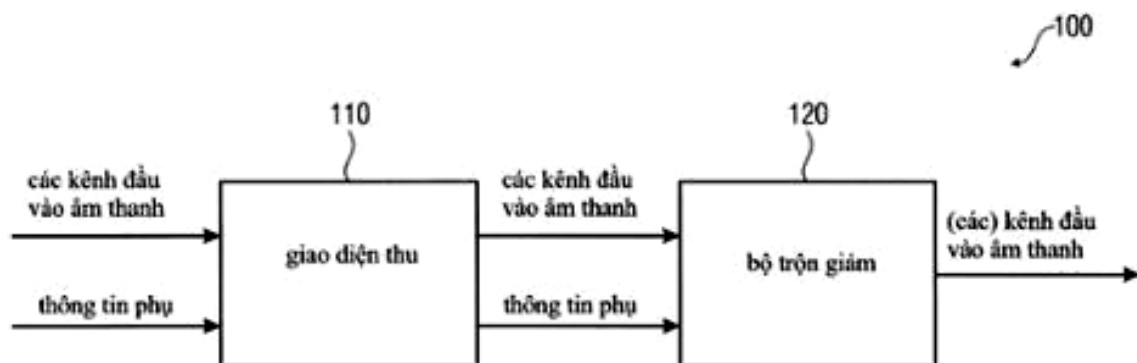 100
110
120
các kênh đầu
vào âm thanh
các kênh đầu
vào âm thanh
(các) kênh đầu
vào âm thanh
giao diện thu
bộ trộn giảm
thông tin phụ
thông tin phụ